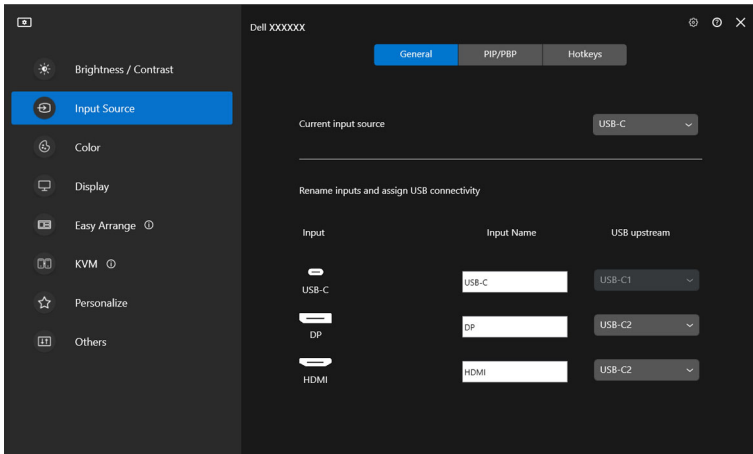 Dell XXXXXX
Brightness / Contrast
Input Source
Color
Display
Easy Arrange
KVM
Personalize
Others
General PIP/PBP Hotkeys
Current input source USB-C
Rename inputs and assign USB connectivity
Input Input Name USB upstream
USB-C USB-C USB-C1
DP DP USB-C2
HDMI HDMI USB-C2